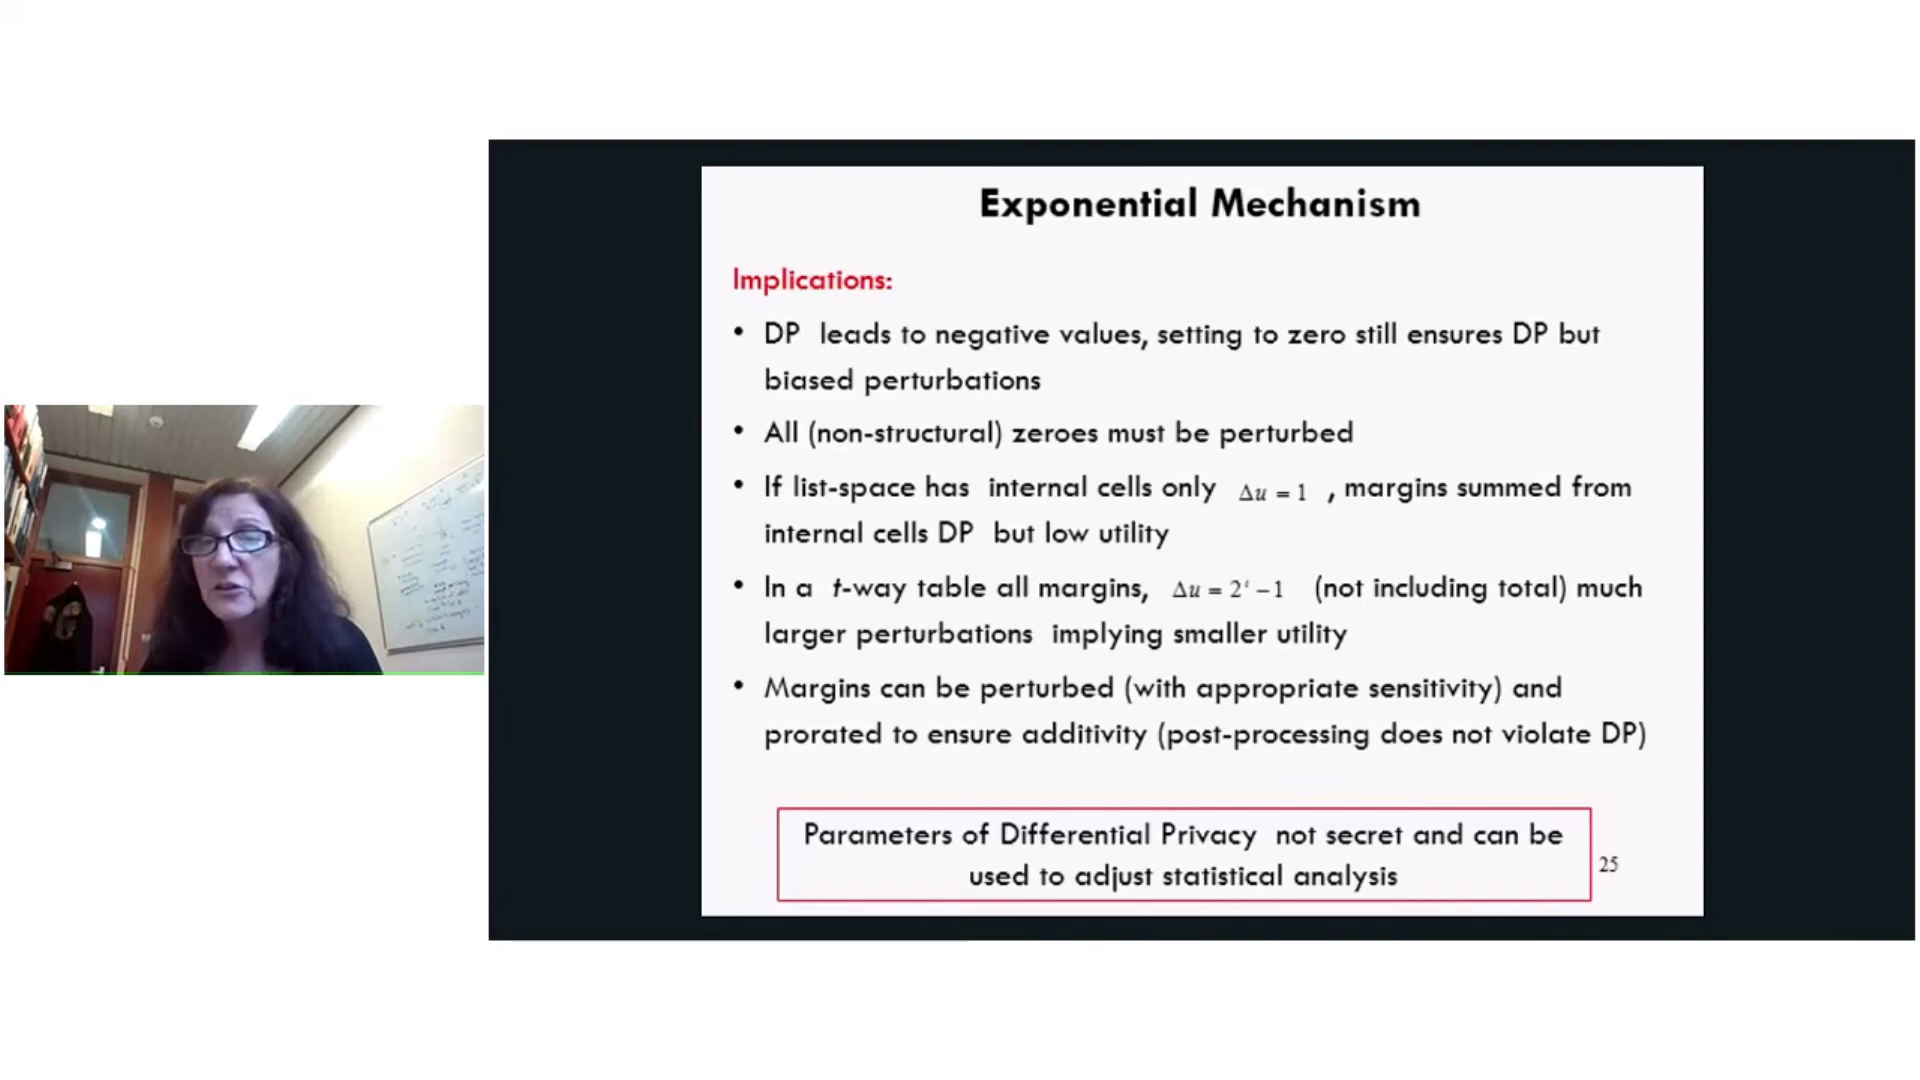 Exponential Mechanism
Implications:
• DP leads to negative values, setting to zero still ensures DP but
biased perturbations
• All (non-structural) zeroes must be perturbed
• If list-space has internal cells only Δu = 1 , margins summed from
internal cells DP but low utility
• In a t-way table all margins, Δu = 2ᵗ – 1 (not including total) much
larger perturbations implying smaller utility
• Margins can be perturbed (with appropriate sensitivity) and
prorated to ensure additivity (post-processing does not violate DP)
Parameters of Differential Privacy not secret and can be
used to adjust statistical analysis
25